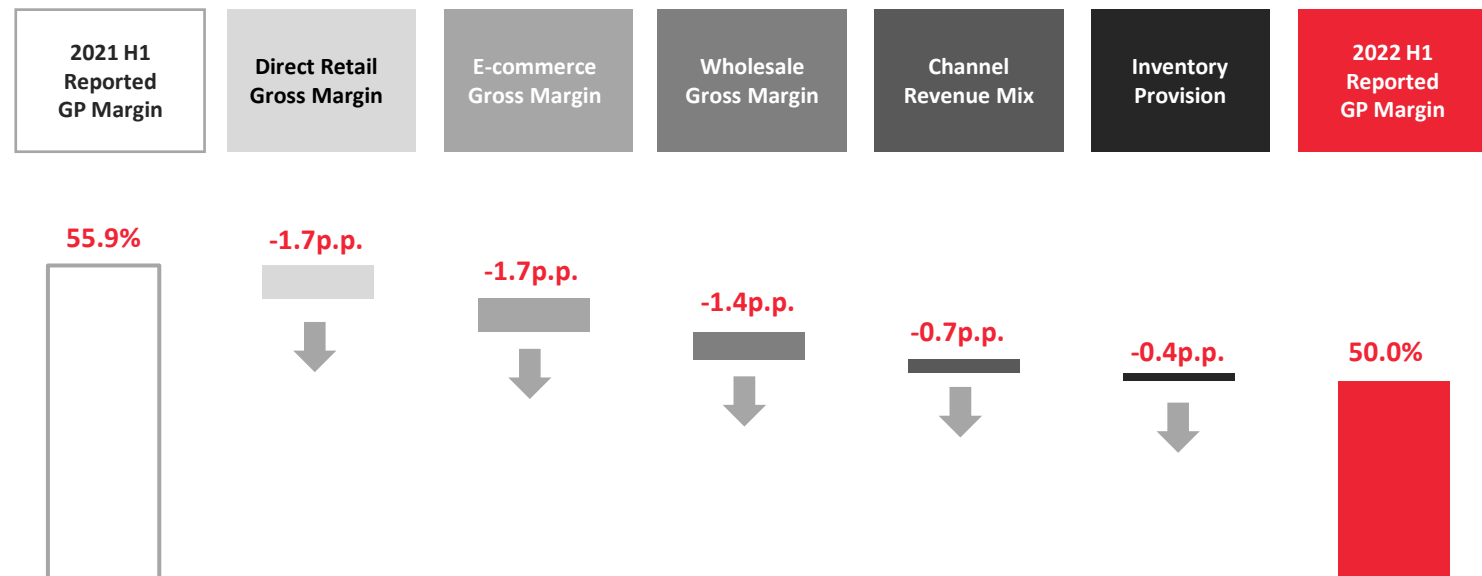 2021 H1
Reported
GP Margin
Direct Retail
Gross Margin
E-commerce
Gross Margin
Wholesale
Gross Margin
Channel
Revenue Mix
Inventory
Provision
2022 H1
Reported
GP Margin
55.9%
-1.7p.p.
-1.7p.p.
-1.4p.p.
-0.7p.p.
-0.4p.p.
50.0%